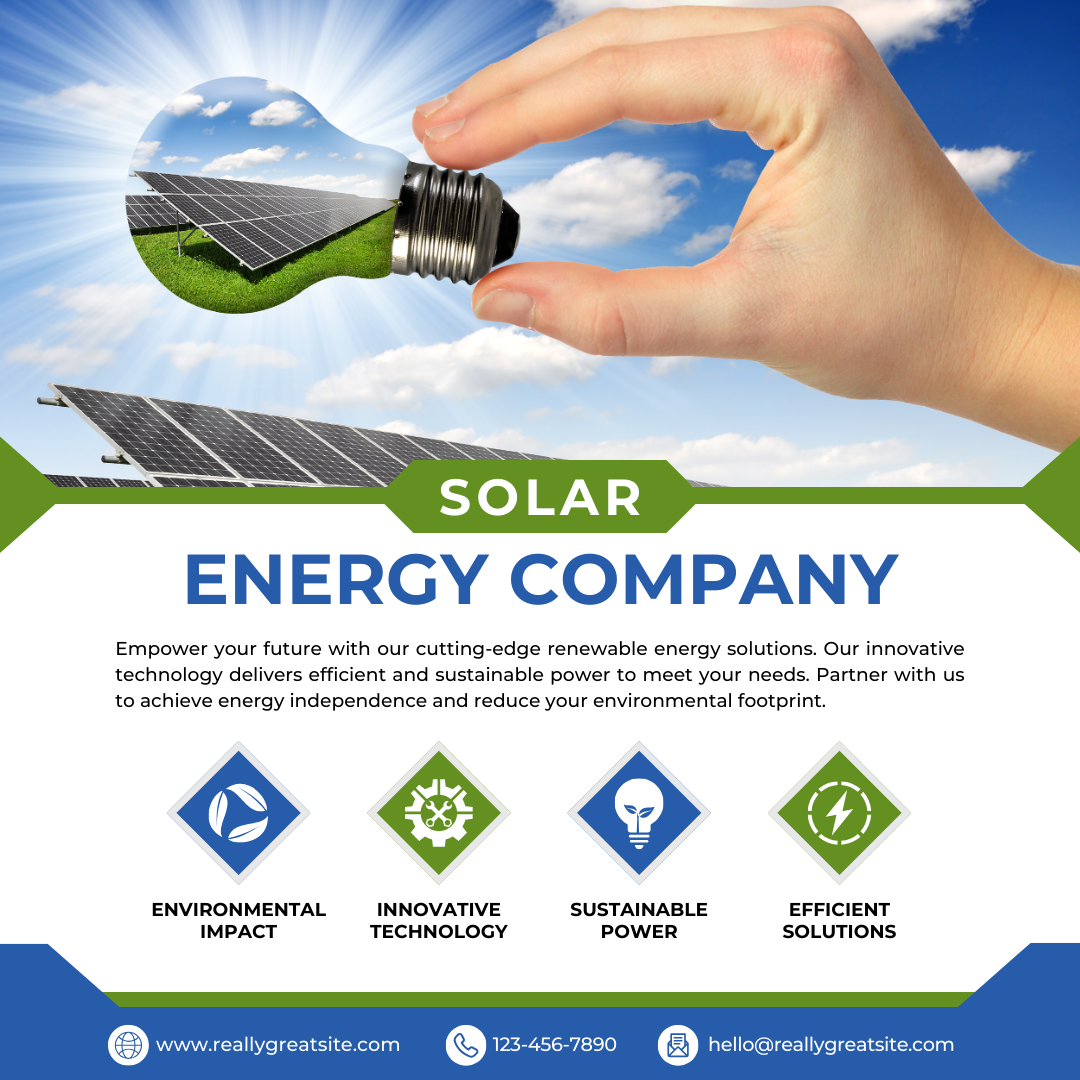 SOLAR
ENERGY COMPANY
Empower your future with our cutting-edge renewable energy solutions. Our innovative
technology delivers efficient and sustainable power to meet your needs. Partner with us
to achieve energy independence and reduce your environmental footprint.
ENVIRONMENTAL
IMPACT
INNOVATIVE
TECHNOLOGY
SUSTAINABLE
POWER
EFFICIENT
SOLUTIONS
www.reallygreatsite.com
123-456-7890
hello@reallygreatsite.com